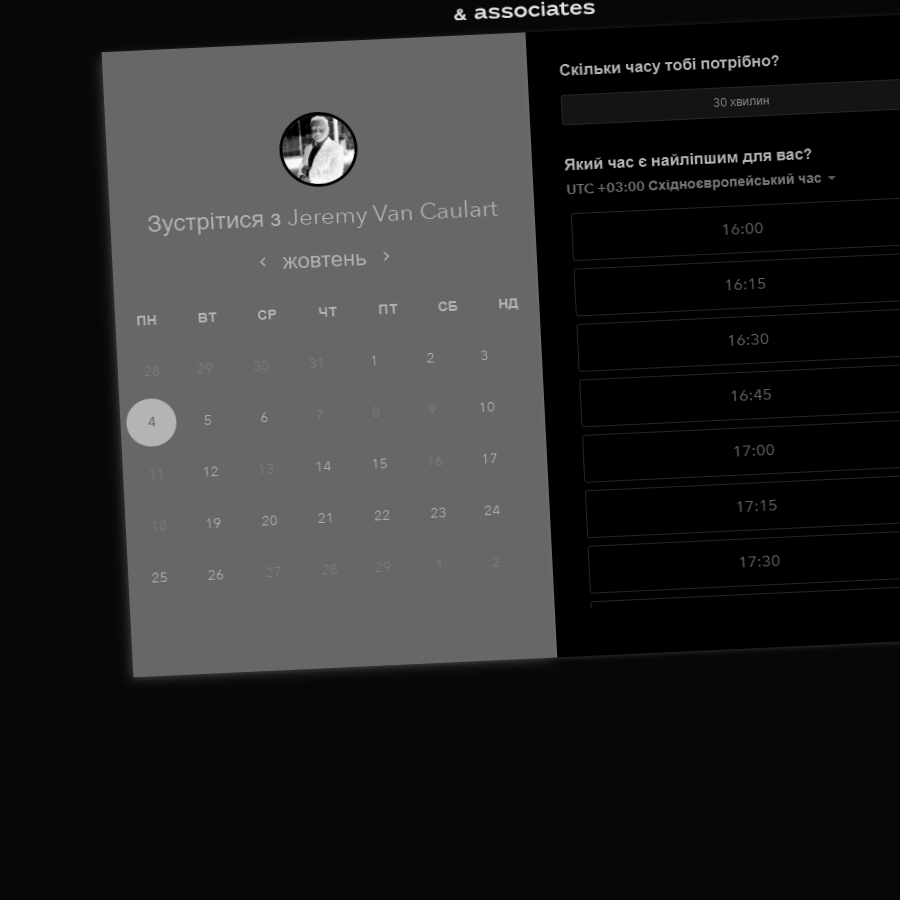 & associates
Зустрітися з Jeremy Van Caulart
‹ жовтень ›
ПН ВТ СР ЧТ ПТ СБ НД
28 29 30 31 1 2 3
4 5 6 7 8 9 10
11 12 13 14 15 16 17
18 19 20 21 22 23 24
25 26 27 28 29 1 2
Скільки часу тобі потрібно?
30 хвилин
Який час є найліпшим для вас?
UTC +03:00 Східноєвропейський час
16:00
16:15
16:30
16:45
17:00
17:15
17:30